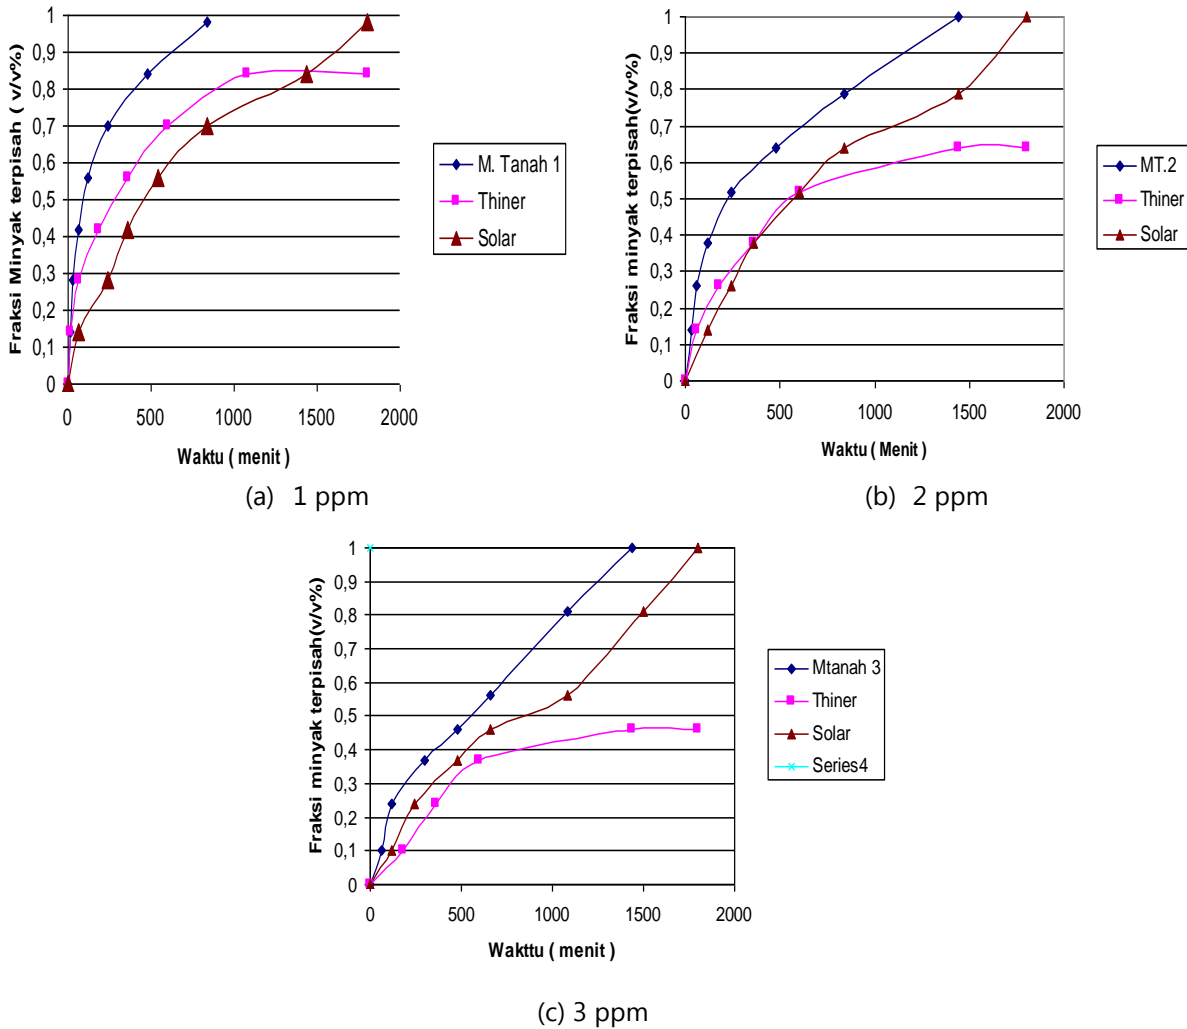 Fraksi Minyak terpisah ( v/v%)
1
0,9
0,8
0,7
0,6
0,5
0,4
0,3
0,2
0,1
0
0 500 1000 1500 2000
Waktu ( menit )
M. Tanah 1
Thiner
Solar
(a) 1 ppm
Fraksi minyak terpisah(v/v%)
1
0,9
0,8
0,7
0,6
0,5
0,4
0,3
0,2
0,1
0
0 500 1000 1500 2000
Waktu ( Menit )
MT.2
Thiner
Solar
(b) 2 ppm
Fraksi minyak terpisah(v/v%)
1
0,9
0,8
0,7
0,6
0,5
0,4
0,3
0,2
0,1
0
0 500 1000 1500 2000
Wakttu ( menit )
Mtanah 3
Thiner
Solar
Series4
(c) 3 ppm